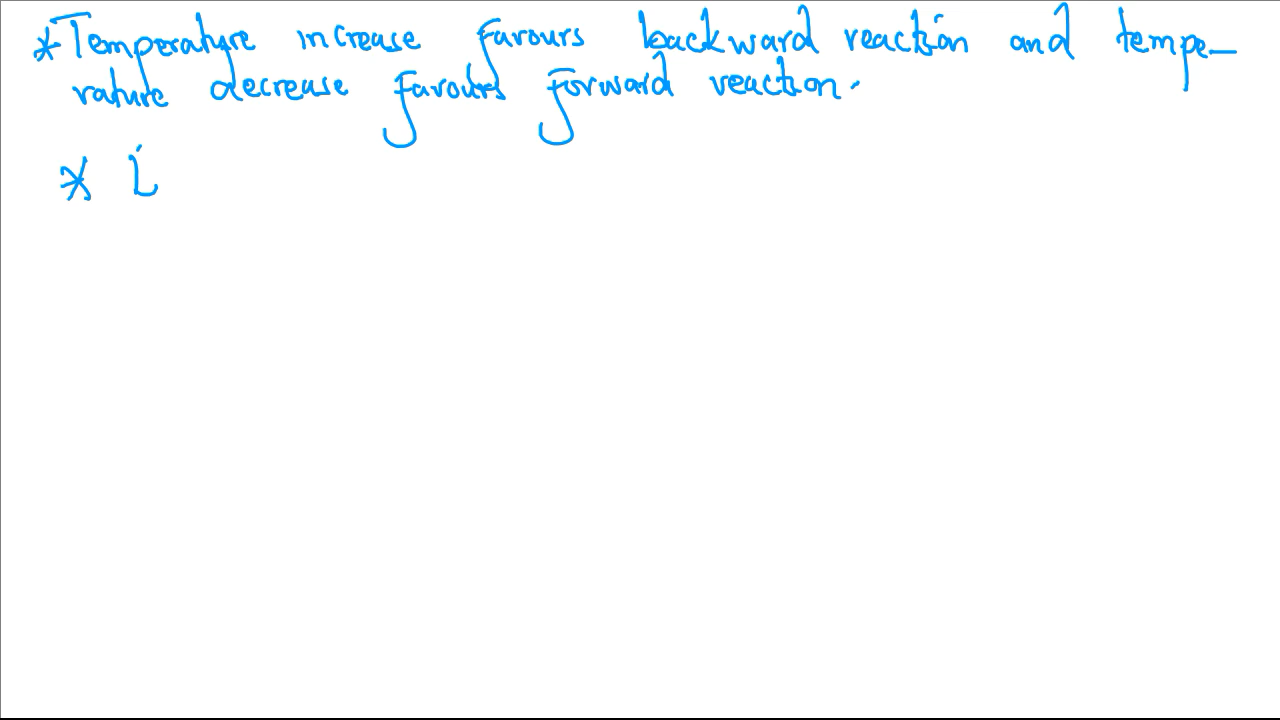 * Temperature increase favours backward reaction and tempe-
rature decrease favours forward reaction.
*